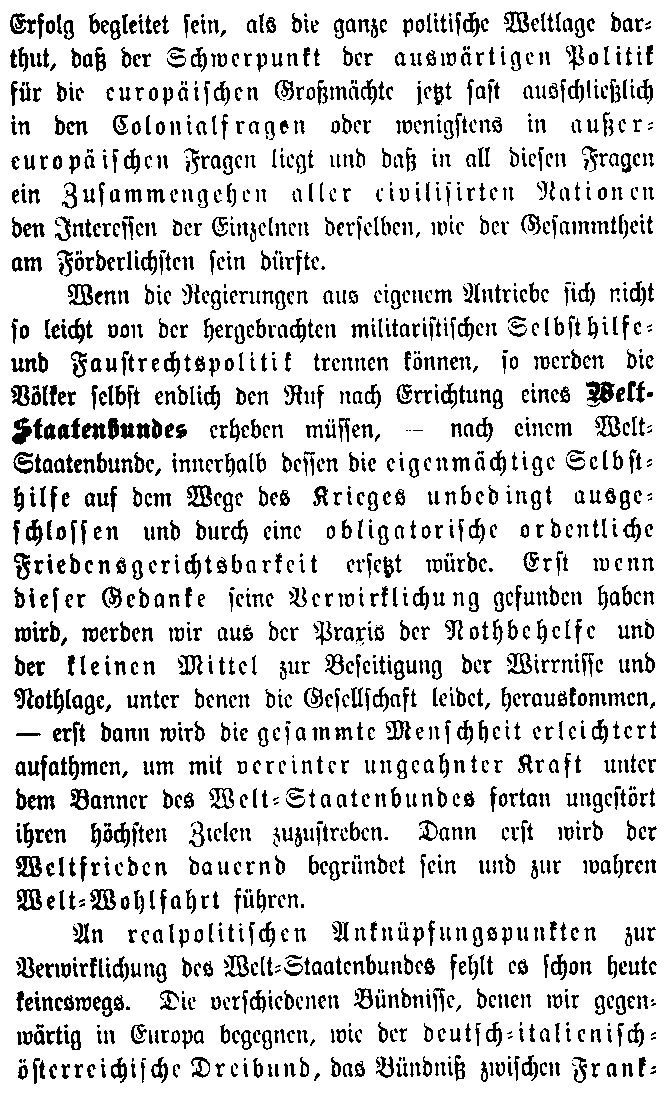 Erfolg begleitet sein, als die ganze politische Weltlage dar-
thut, daß der Schwerpunkt der auswärtigen Politik
für die europäischen Großmächte jetzt fast ausschließlich
in den Colonialfragen oder wenigstens in außer-
europäischen Fragen liegt und daß in all diesen Fragen
ein Zusammengehen aller civilisirten Nationen
den Interessen der Einzelnen derselben, wie der Gesammtheit
am Förderlichsten sein dürfte.
Wenn die Regierungen aus eigenem Antriebe sich nicht
so leicht von der hergebrachten militaristischen Selbsthilfe-
und Faustrechtspolitik trennen können, so werden die
Völker selbst endlich den Ruf nach Errichtung eines Welt-
Staatenbundes erheben müssen, — nach einem Welt-
Staatenbunde, innerhalb dessen die eigenmächtige Selbst-
hilfe auf dem Wege des Krieges unbedingt ausge-
schlossen und durch eine obligatorische ordentliche
Friedensgerichtsbarkeit ersetzt würde. Erst wenn
dieser Gedanke seine Verwirklichung gefunden haben
wird, werden wir aus der Praxis der Nothbehelfe und
der kleinen Mittel zur Beseitigung der Wirrnisse und
Nothlage, unter denen die Gesellschaft leidet, herauskommen,
— erst dann wird die gesammte Menschheit erleichtert
aufathmen, um mit vereinter ungeahnter Kraft unter
dem Banner des Welt-Staatenbundes fortan ungestört
ihren höchsten Zielen zuzustreben. Dann erst wird der
Weltfrieden dauernd begründet sein und zur wahren
Welt-Wohlfahrt führen.
An realpolitischen Anknüpfungspunkten zur
Verwirklichung des Welt-Staatenbundes fehlt es schon heute
keineswegs. Die verschiedenen Bündnisse, denen wir gegen-
wärtig in Europa begegnen, wie der deutsch-italienisch-
österreichische Dreibund, das Bündniß zwischen Frank-